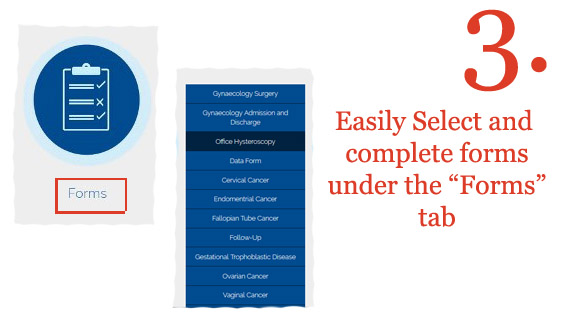 Forms
Gynaecology Surgery
Gynaecology Admission and
Discharge
Office Hysteroscopy
Data Form
Cervical Cancer
Endomentrial Cancer
Fallopian Tube Cancer
Follow-Up
Gestational Trophoblastic Disease
Ovarian Cancer
Vaginal Cancer
3.
Easily Select and
complete forms
under the “Forms”
tab